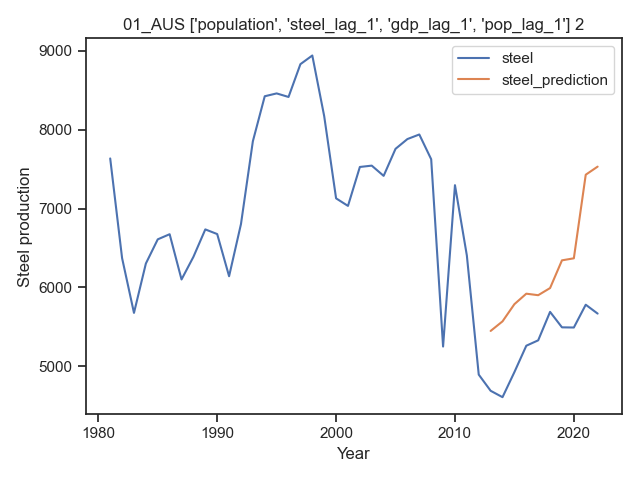 01_AUS ['population', 'steel_lag_1', 'gdp_lag_1', 'pop_lag_1'] 2
steel
steel_prediction
9000
8000
7000
6000
5000
Steel production
1980
1990
2000
2010
2020
Year